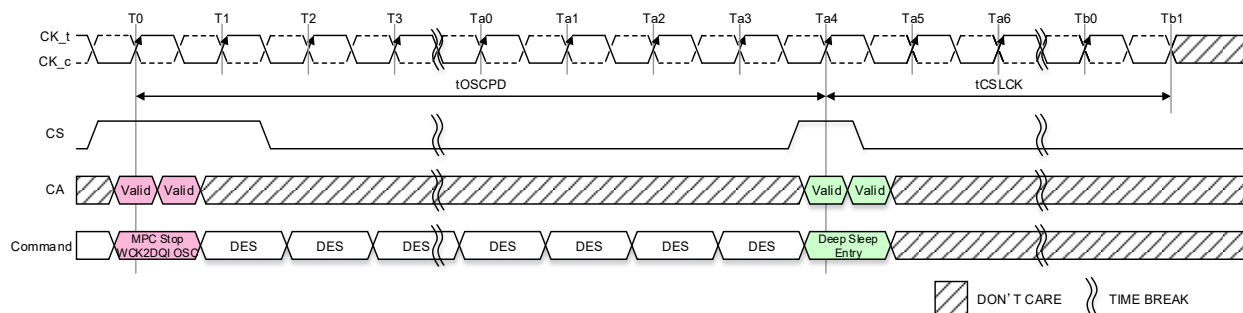 T0 T1 T2 T3 Ta0 Ta1 Ta2 Ta3 Ta4 Ta5 Ta6 Tb0 Tb1
CK_t
CK_c
tOSCPD tCSLCK
CS
CA Valid Valid Valid Valid
Command MPC Stop WCK2DQI OSC DES DES DES DES DES DES DES Deep Sleep Entry
DON'T CARE TIME BREAK